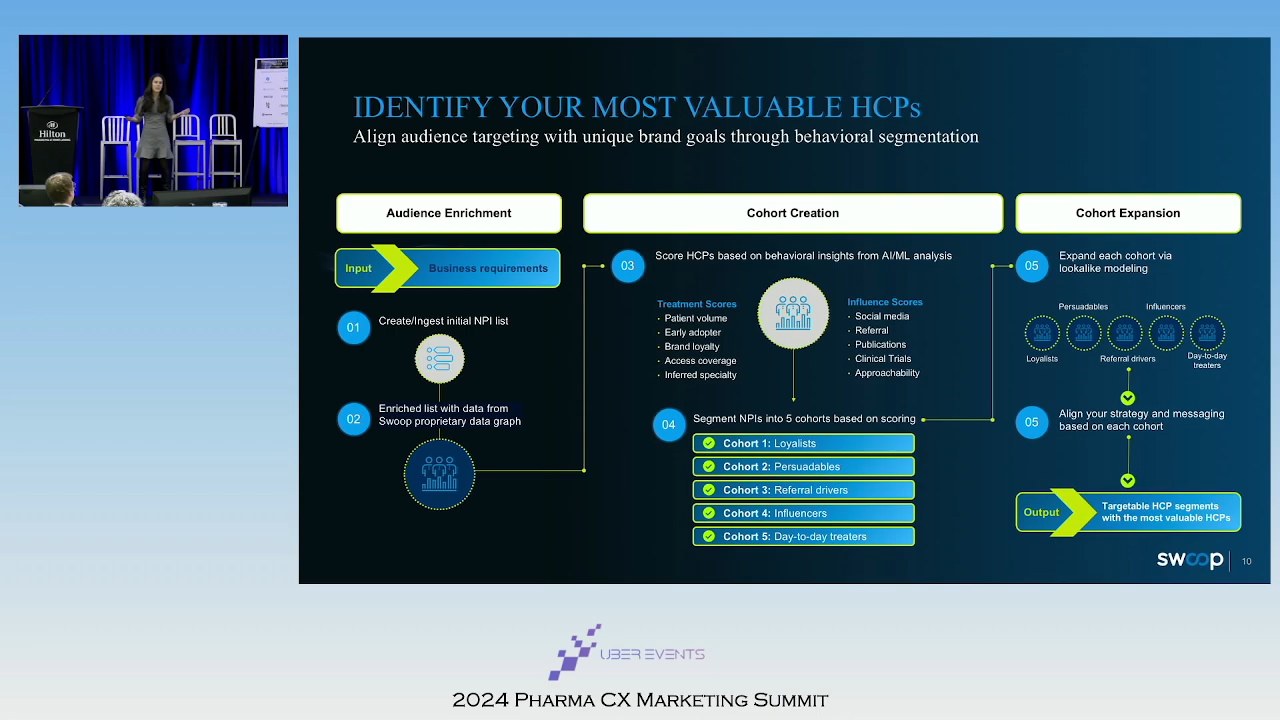 Hilton
IDENTIFY YOUR MOST VALUABLE HCPs
Align audience targeting with unique brand goals through behavioral segmentation
Audience Enrichment
Input
Business requirements
01
Create/Ingest initial NPI list
02
Enriched list with data from
Swoop proprietary data graph
Cohort Creation
03
Score HCPs based on behavioral insights from AI/ML analysis
Treatment Scores
· Patient volume
· Early adopter
· Brand loyalty
· Access coverage
· Inferred specialty
Influence Scores
· Social media
· Referral
· Publications
· Clinical Trials
· Approachability
04
Segment NPIs into 5 cohorts based on scoring
Cohort 1: Loyalists
Cohort 2: Persuadables
Cohort 3: Referral drivers
Cohort 4: Influencers
Cohort 5: Day-to-day treaters
Cohort Expansion
05
Expand each cohort via
lookalike modeling
Persuadables
Influencers
Loyalists
Referral drivers
Day-to-day
treaters
05
Align your strategy and messaging
based on each cohort
Output
Targetable HCP segments
with the most valuable HCPs
swoop
10
UBER EVENTS
2024 Pharma CX Marketing Summit